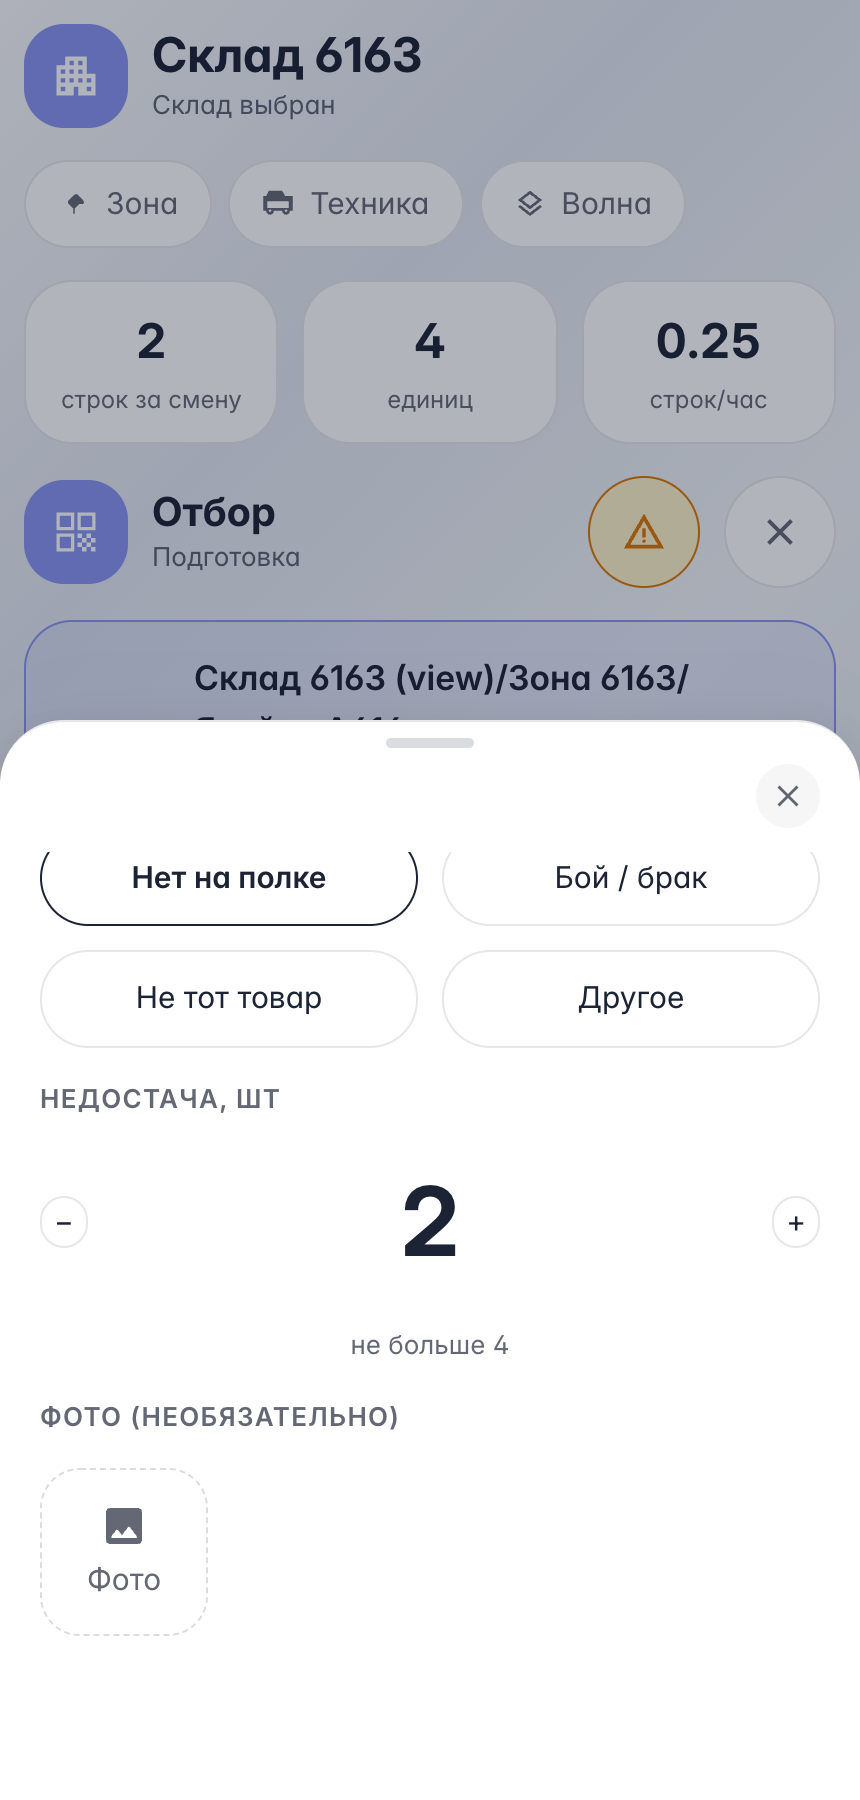 Склад 6163
Склад выбран
Зона
Техника
Волна
2
4
0.25
строк за смену
единиц
строк/час
Отбор
Подготовка
Склад 6163 (view)/Зона 6163/
Нет на полке
Бой / брак
Не тот товар
Другое
НЕДОСТАЧА, ШТ
−
2
+
не больше 4
ФОТО (НЕОБЯЗАТЕЛЬНО)
Фото